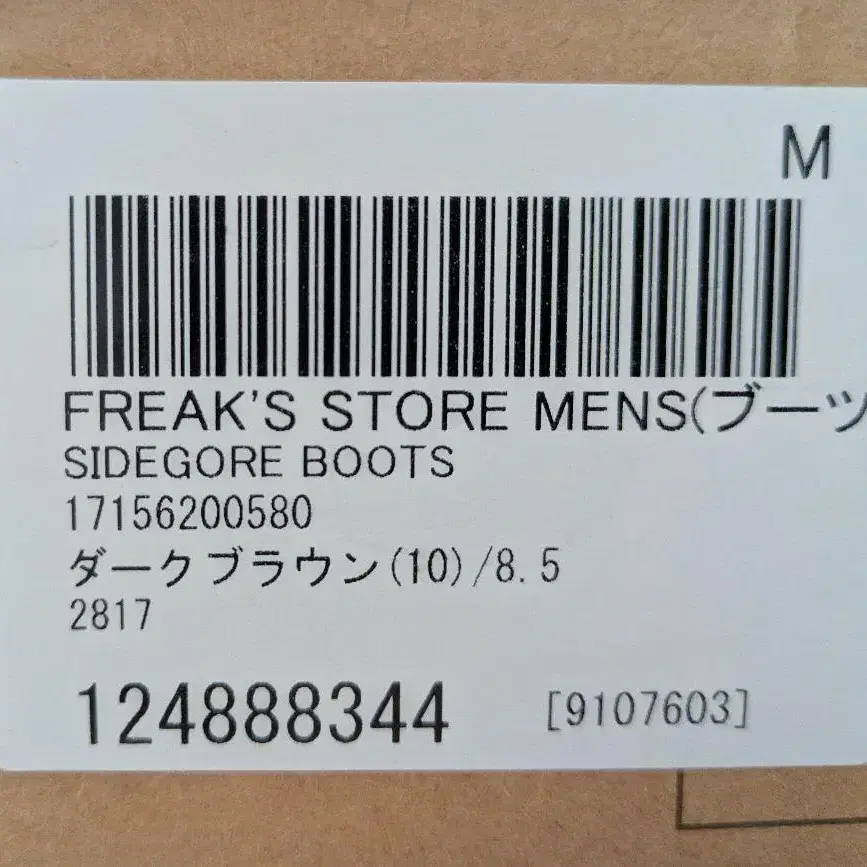 M
FREAK'S STORE MENS(ブーツ
SIDEGORE BOOTS
17156200580
ダークブラウン(10)/8.5
2817
124888344 [9107603]